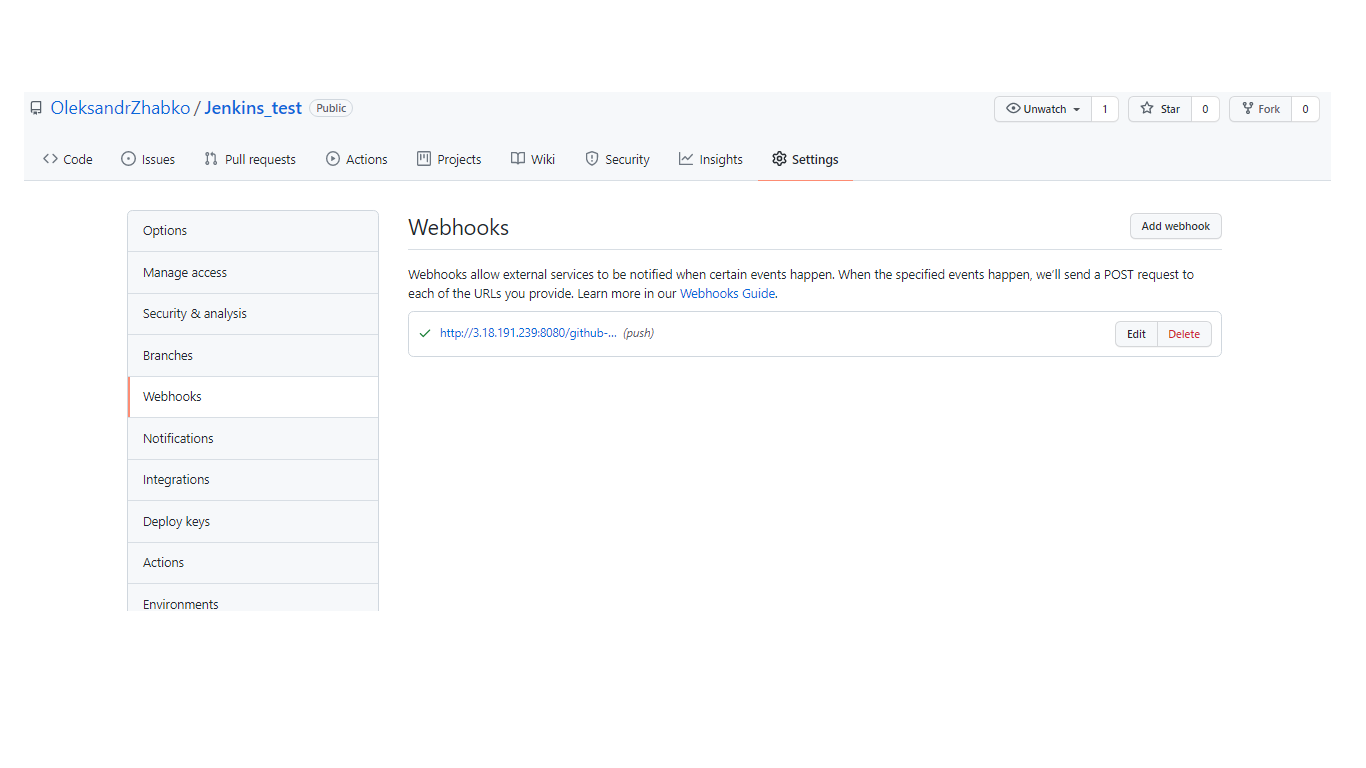 OleksandrZhabko / Jenkins_test Public Unwatch 1 Star 0 Fork 0
Code Issues Pull requests Actions Projects Wiki Security Insights Settings
Options
Manage access
Security & analysis
Branches
Webhooks
Notifications
Integrations
Deploy keys
Actions
Environments
Webhooks Add webhook
Webhooks allow external services to be notified when certain events happen. When the specified events happen, we'll send a POST request to
each of the URLs you provide. Learn more in our Webhooks Guide.
http://3.18.191.239:8080/github-... (push) Edit Delete